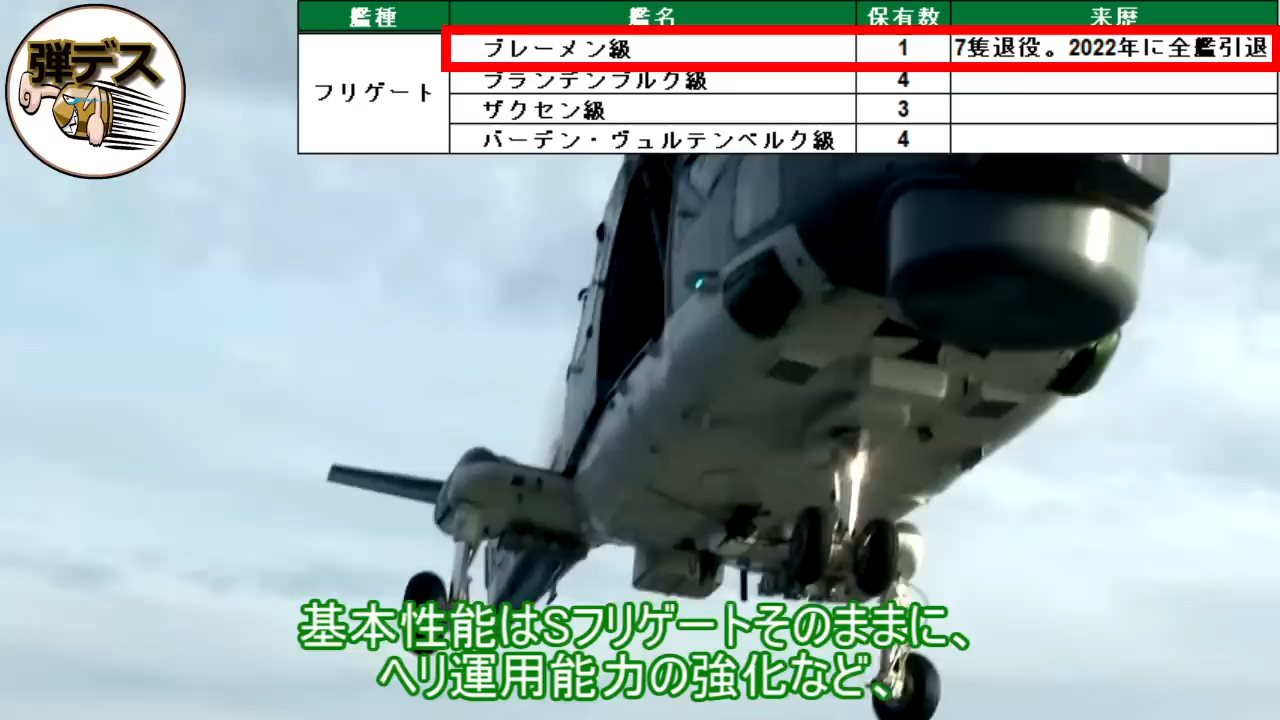 弾デス
艦種 艦名 保有数 来歴
フリゲート
ブレーメン級 1 7隻退役。2022年に全艦引退
ブランデンブルク級 4
ザクセン級 3
バーデン・ヴュルテンベルク級 4
基本性能はSフリゲートそのままに、
ヘリ運用能力の強化など、